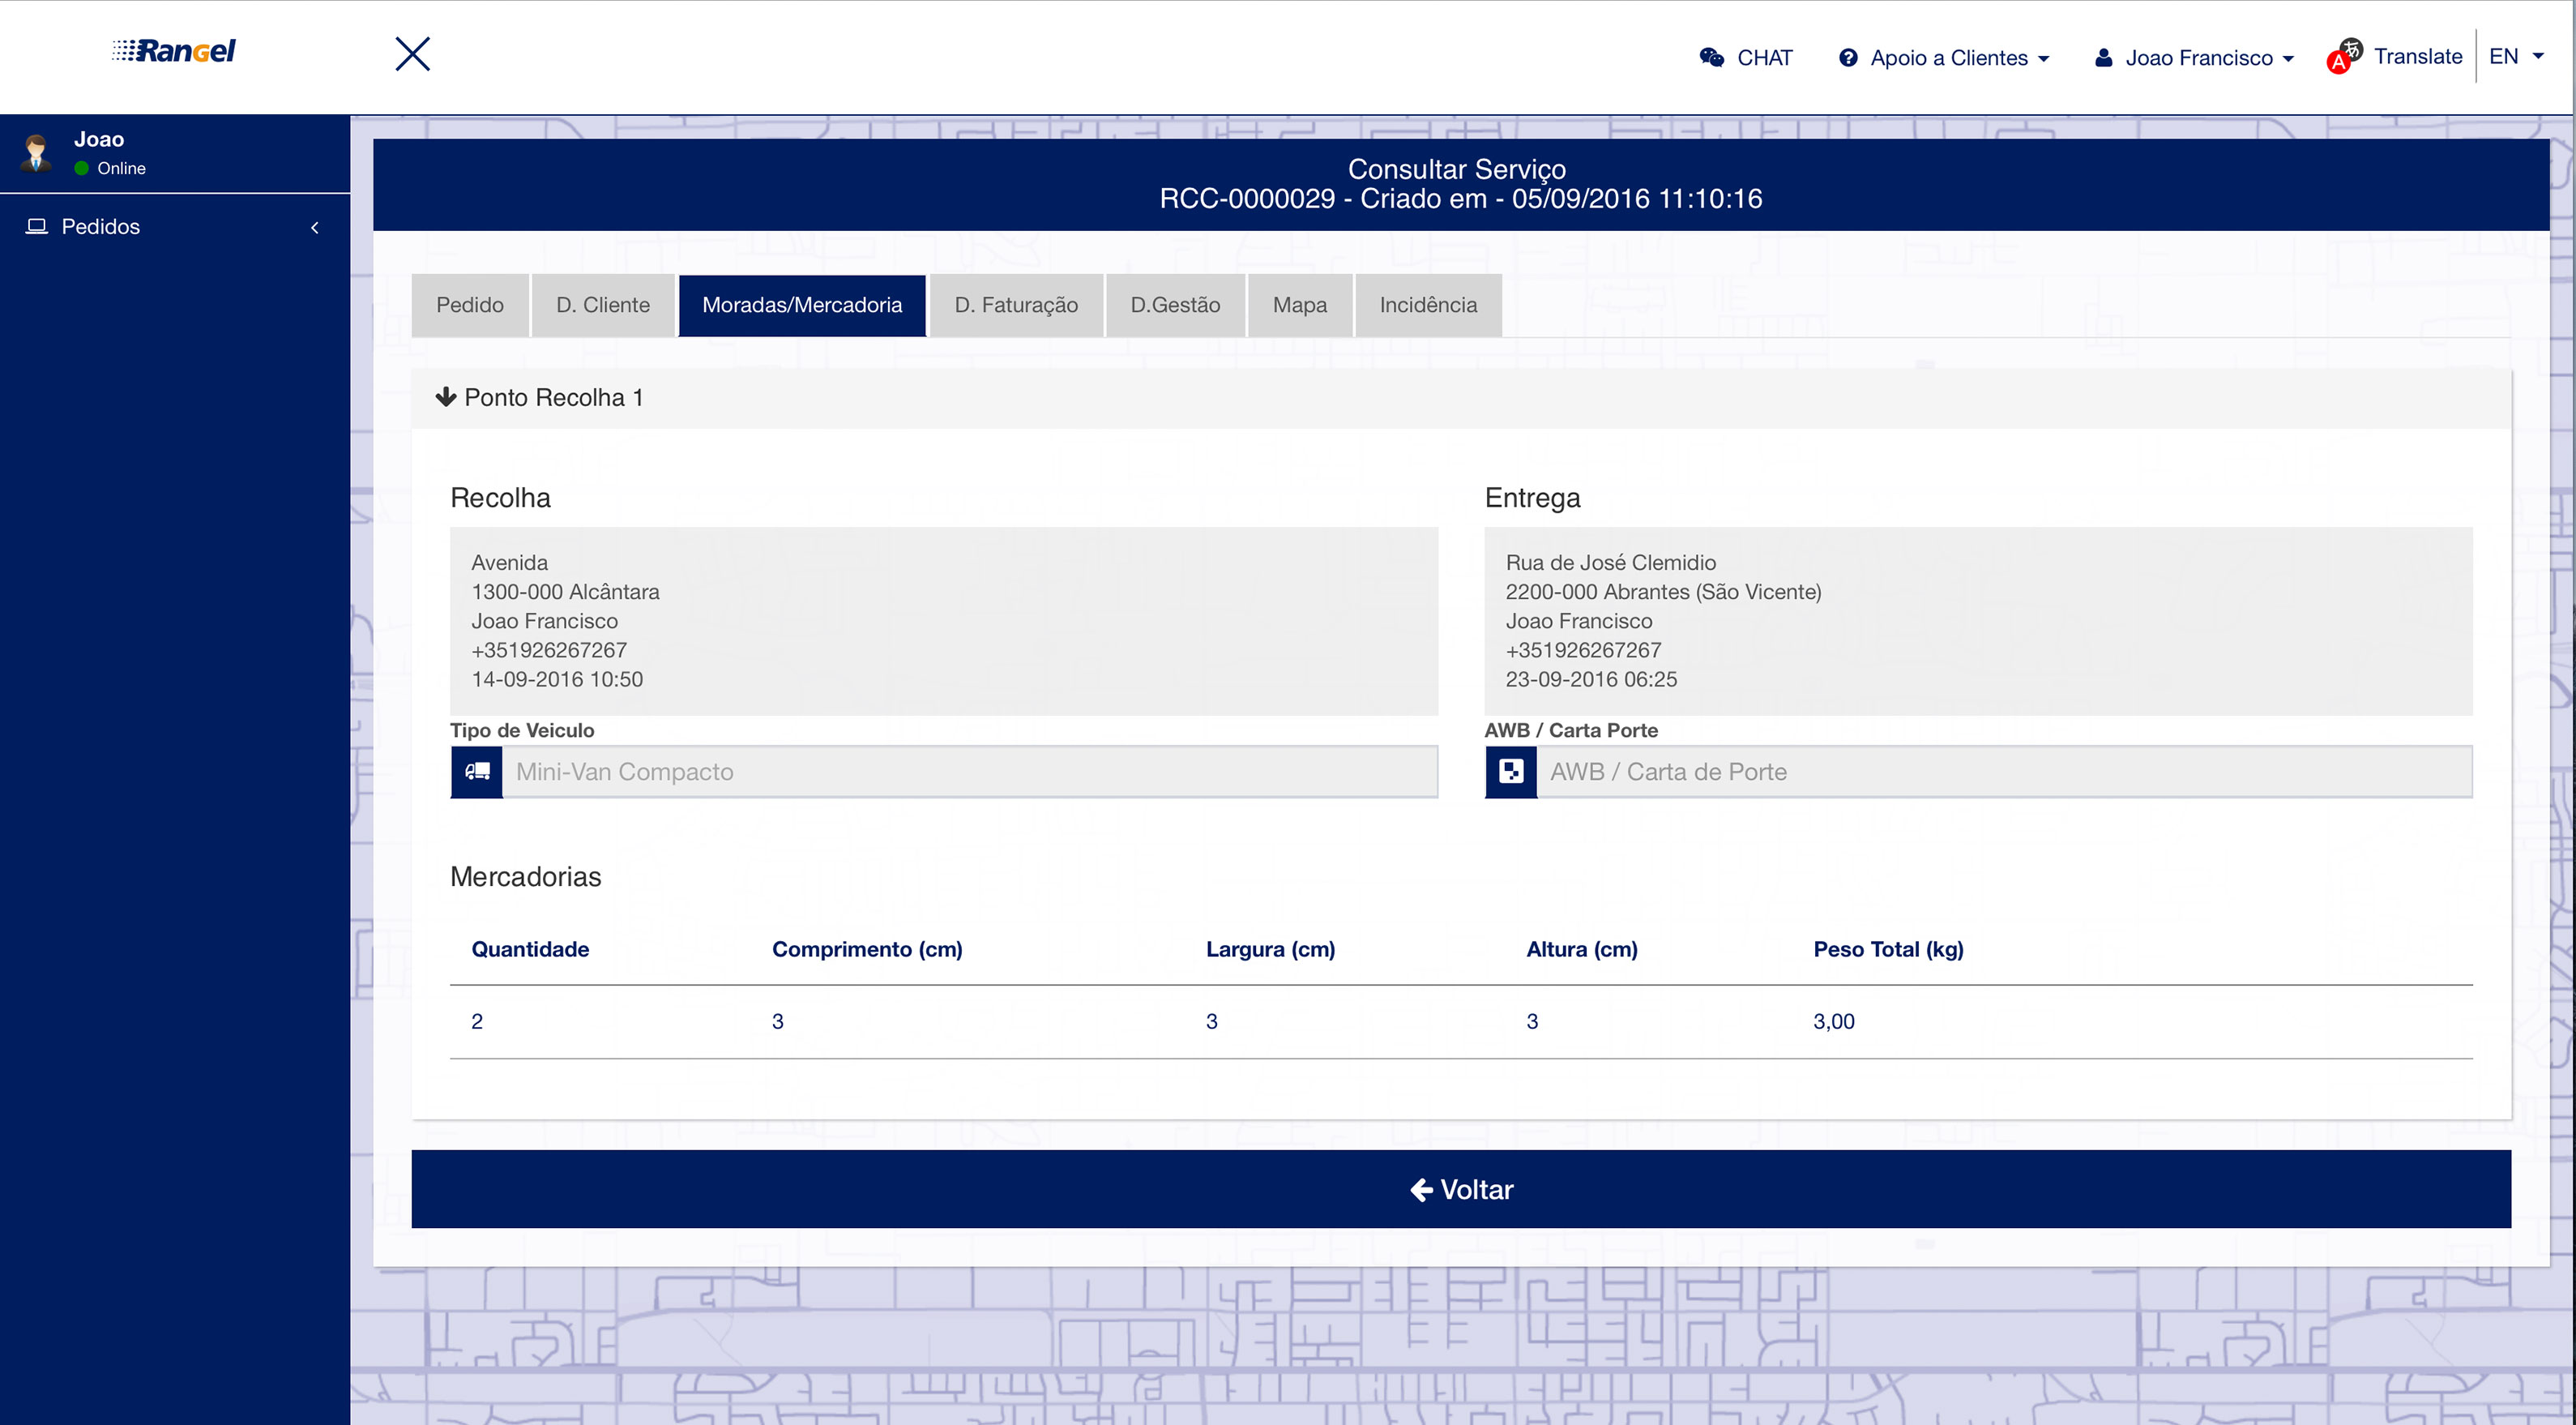 Rangel
CHAT
Apoio a Clientes
Joao Francisco
Translate
EN
Joao
Online
Pedidos
Consultar Serviço
RCC-0000029 - Criado em - 05/09/2016 11:10:16
Pedido
D. Cliente
Moradas/Mercadoria
D. Faturação
D.Gestão
Mapa
Incidência
Ponto Recolha 1
Recolha
Avenida
1300-000 Alcântara
Joao Francisco
+351926267267
14-09-2016 10:50
Tipo de Veiculo
Mini-Van Compacto
Entrega
Rua de José Clemidio
2200-000 Abrantes (São Vicente)
Joao Francisco
+351926267267
23-09-2016 06:25
AWB / Carta Porte
AWB / Carta de Porte
Mercadorias
Quantidade Comprimento (cm) Largura (cm) Altura (cm) Peso Total (kg)
2 3 3 3 3,00
Voltar